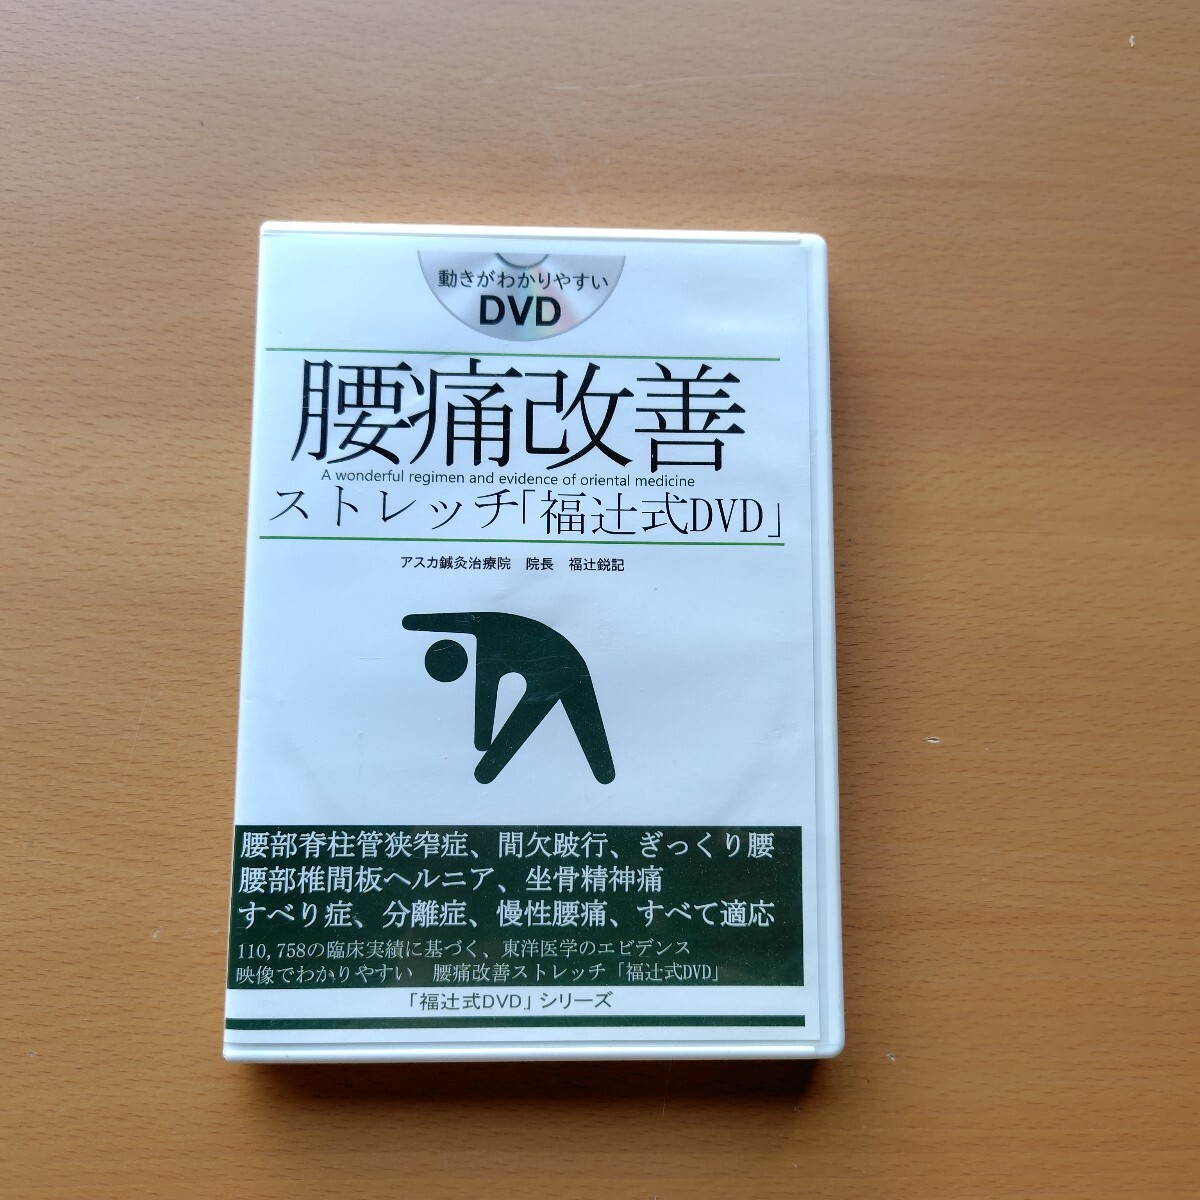 動きがわかりやすい
DVD
腰痛改善
A wonderful regimen and evidence of oriental medicine
ストレッチ「福辻式DVD」
アスカ鍼灸治療院 院長 福辻鋭記
腰部脊柱管狭窄症、間欠跛行、ぎっくり腰
腰部椎間板ヘルニア、坐骨精神痛
すべり症、分離症、慢性腰痛、すべて適応
110,758の臨床実績に基づく、東洋医学のエビデンス
映像でわかりやすい 腰痛改善ストレッチ「福辻式DVD」
「福辻式DVD」シリーズ